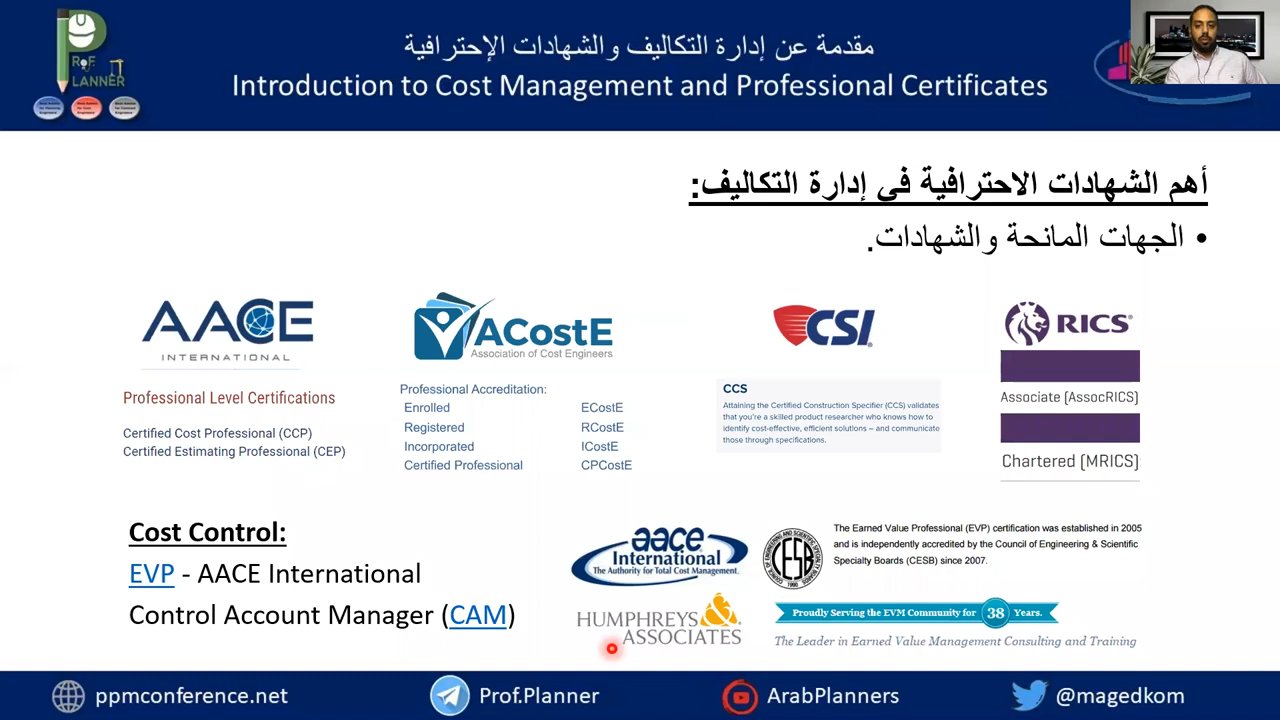 PROF
PLANNER
مقدمة عن إدارة التكاليف والشهادات الإحترافية
Introduction to Cost Management and Professional Certificates
أهم الشهادات الاحترافية في إدارة التكاليف:
• الجهات المانحة والشهادات.
AACE
INTERNATIONAL
Professional Level Certifications
Certified Cost Professional (CCP)
Certified Estimating Professional (CEP)
ACostE
Association of Cost Engineers
Professional Accreditation:
Enrolled ECostE
Registered RCostE
Incorporated ICostE
Certified Professional CPCostE
CSI
CCS
Attaining the Certified Construction Specifier (CCS) validates
that you're a skilled product researcher who knows how to
identify cost-effective, efficient solutions – and communicate
those through specifications.
RICS
Associate (AssocRICS)
Chartered (MRICS)
Cost Control:
EVP - AACE International
Control Account Manager (CAM)
aace
International
The Authority for Total Cost Management.
CESB
The Earned Value Professional (EVP) certification was established in 2005
and is independently accredited by the Council of Engineering & Scientific
Specialty Boards (CESB) since 2007.
HUMPHREYS &
ASSOCIATES
Proudly Serving the EVM Community for 38 Years.
The Leader in Earned Value Management Consulting and Training
ppmconference.net
Prof.Planner
ArabPlanners
@magedkom